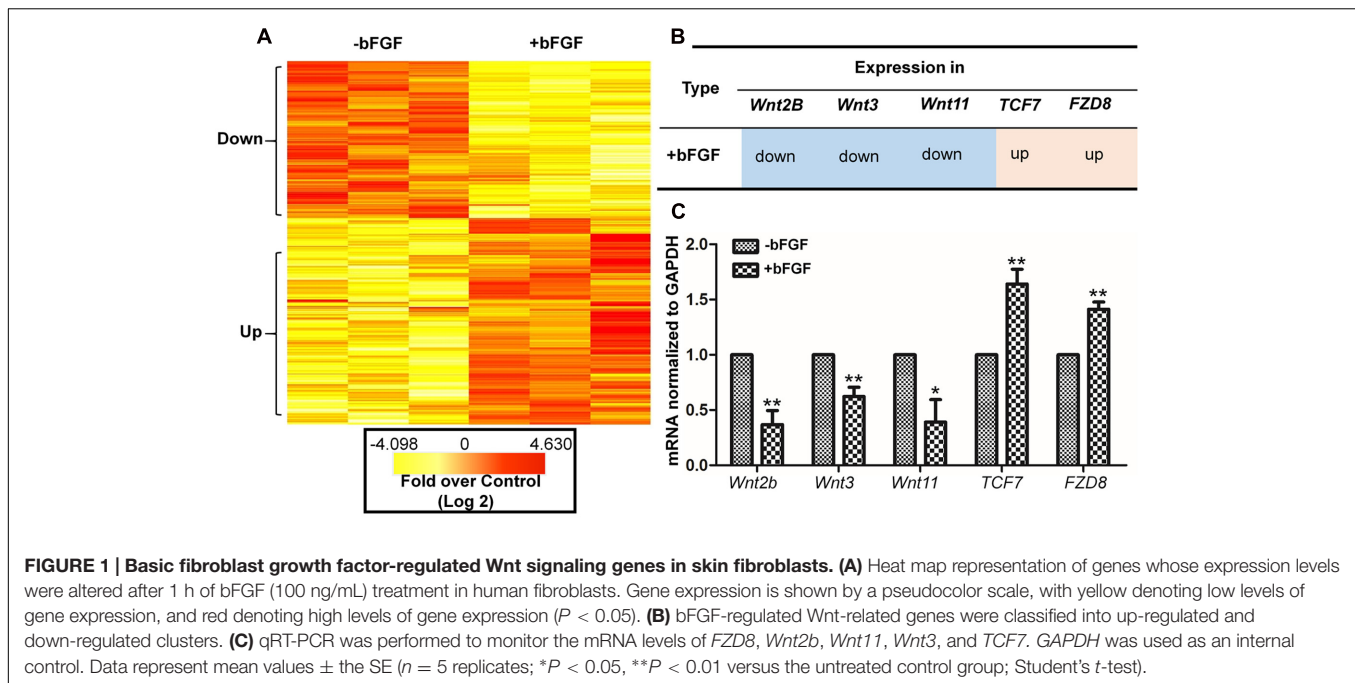 A
-bFGF +bFGF
Down
Up
-4.098 0 4.630
Fold over Control
(Log 2)
B
Type
Expression in
Wnt2B Wnt3 Wnt11 TCF7 FZD8
+bFGF down down down up up
C
mRNA normalized to GAPDH
2.0
1.5
1.0
0.5
0.0
-bFGF
+bFGF
** ** * ** **
Wnt2b Wnt3 Wnt11 TCF7 FZD8
FIGURE 1 | Basic fibroblast growth factor-regulated Wnt signaling genes in skin fibroblasts. (A) Heat map representation of genes whose expression levels
were altered after 1 h of bFGF (100 ng/mL) treatment in human fibroblasts. Gene expression is shown by a pseudocolor scale, with yellow denoting low levels of
gene expression, and red denoting high levels of gene expression (P < 0.05). (B) bFGF-regulated Wnt-related genes were classified into up-regulated and
down-regulated clusters. (C) qRT-PCR was performed to monitor the mRNA levels of FZD8, Wnt2b, Wnt11, Wnt3, and TCF7. GAPDH was used as an internal
control. Data represent mean values ± the SE (n = 5 replicates; *P < 0.05, **P < 0.01 versus the untreated control group; Student's t-test).